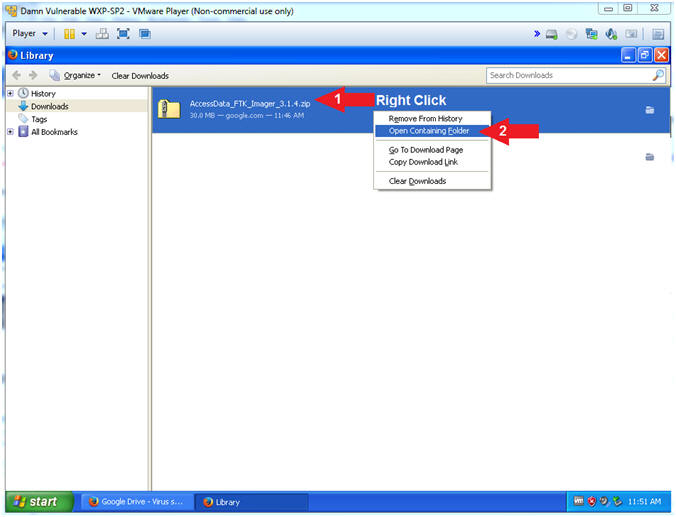 Damn Vulnerable WXP-SP2 - VMware Player (Non-commercial use only)
Player
Library
Organize Clear Downloads Search Downloads
History
Downloads
Tags
All Bookmarks
AccessData_FTK_Imager_3.1.4.zip
30.0 MB — google.com — 11:46 AM
1
Right Click
Remove From History
Open Containing Folder
2
Go To Download Page
Copy Download Link
Clear Downloads
start Google Drive - Virus s... Library 11:51 AM